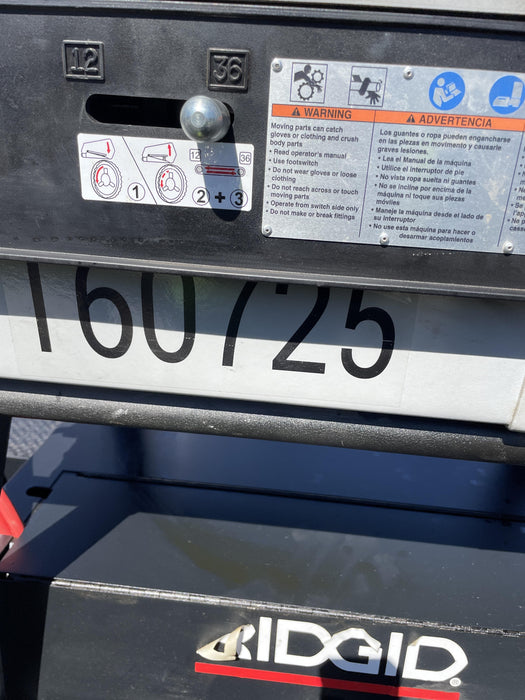 12
36
WARNING
Moving parts can catch
gloves or clothing and crush
body parts
• Read operator's manual
• Use footswitch
• Do not wear gloves or loose
clothing
• Do not reach across or touch
moving parts
• Operate from switch side only
• Do not make or break fittings
ADVERTENCIA
Los guantes o ropa pueden engancharse
en las piezas en movimiento y causarle
graves lesiones.
• Lea el Manual de la máquina
• Utilice el interruptor de pie
• No vista ropa suelta ni guantes
• No se incline por encima de la
máquina ni toque sus piezas
móviles
• Maneje la máquina desde el lado de
su interruptor
• No use esta máquina para hacer o
desarmar acoplamientos
12
36
1
2 + 3
160725
RIDGID